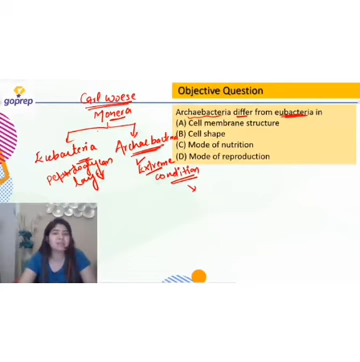 goprep
Carl woese
Monera
Eubacteria
Archaebacteria
Extreme
condition
Objective Question
Archaebacteria differ from eubacteria in
(A) Cell membrane structure
(B) Cell shape
(C) Mode of nutrition
(D) Mode of reproduction